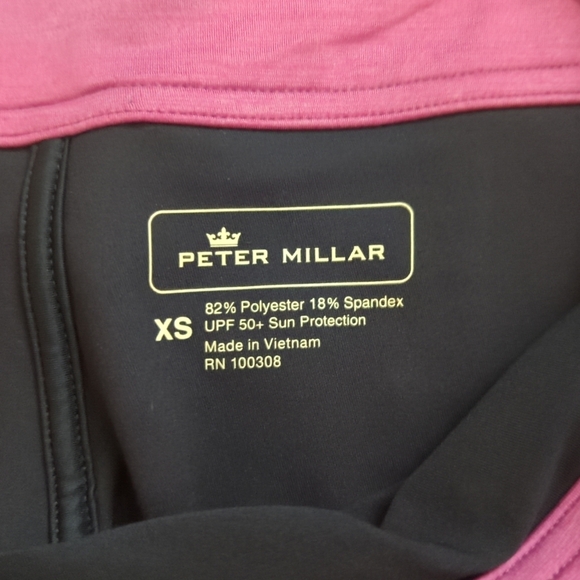 PETER MILLAR
XS
82% Polyester 18% Spandex
UPF 50+ Sun Protection
Made in Vietnam
RN 100308